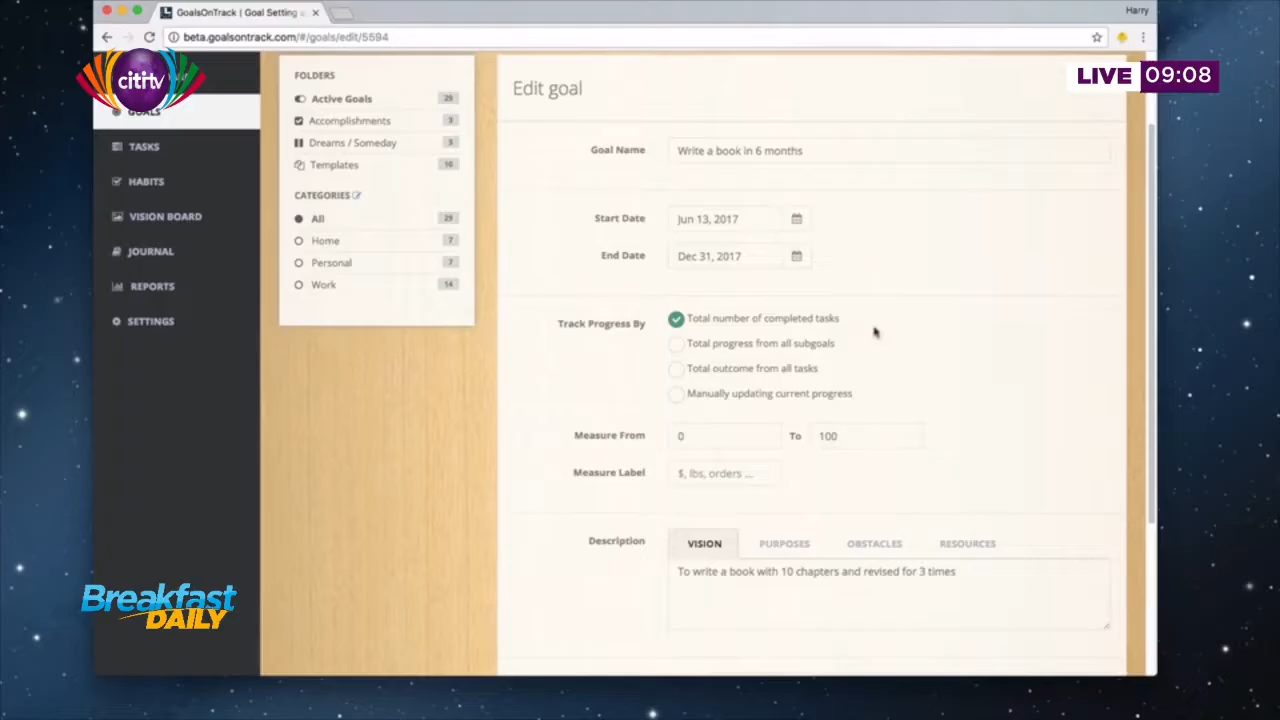 GoalsOnTrack | Goal Setting
Harry
beta.goalsontrack.com/#/goals/edit/5594
citi tv
LIVE 09:08
GOALS
TASKS
HABITS
VISION BOARD
JOURNAL
REPORTS
SETTINGS
FOLDERS
Active Goals 29
Accomplishments 3
Dreams / Someday 3
Templates 10
CATEGORIES
All 29
Home 7
Personal 7
Work 14
Edit goal
Goal Name Write a book in 6 months
Start Date Jun 13, 2017
End Date Dec 31, 2017
Track Progress By Total number of completed tasks
Total progress from all subgoals
Total outcome from all tasks
Manually updating current progress
Measure From 0 To 100
Measure Label $, lbs, orders ...
Description VISION PURPOSES OBSTACLES RESOURCES
To write a book with 10 chapters and revised for 3 times
Breakfast
DAILY